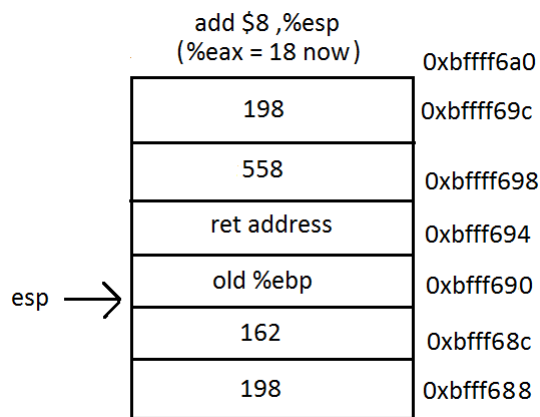 add $8 ,%esp
(%eax = 18 now)
0xbffff6a0
198
0xbffff69c
558
0xbffff698
ret address
0xbfff694
old %ebp
0xbfff690
esp
162
0xbfff68c
198
0xbfff688